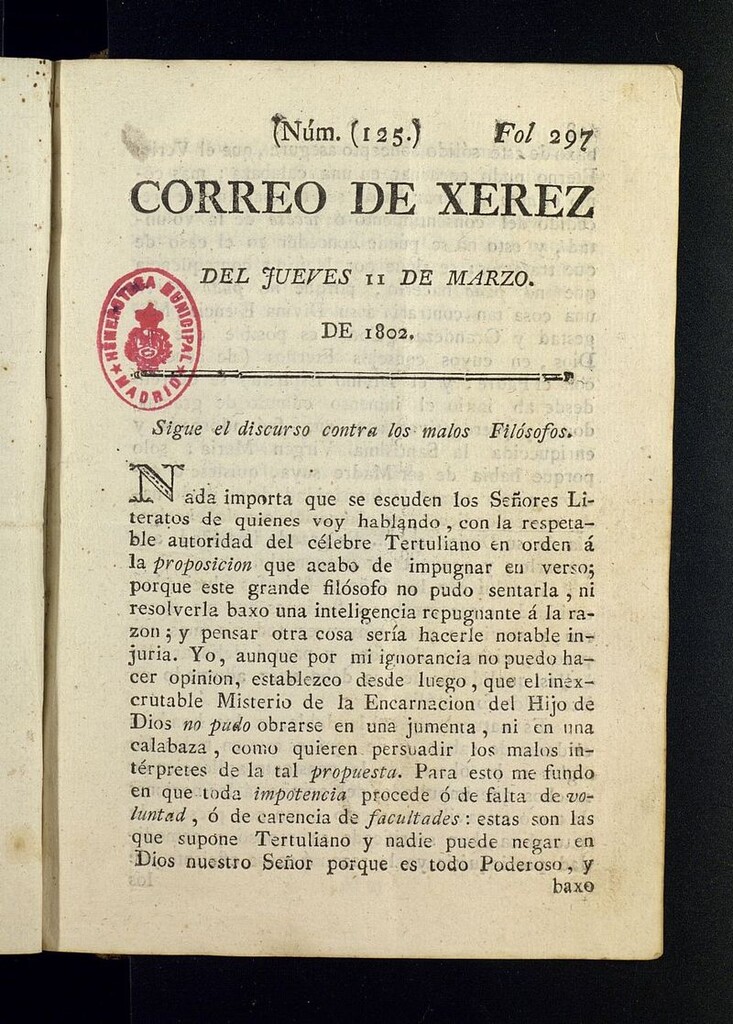 (Núm. (125.) Fol 297
CORREO DE XEREZ
DEL JUEVES 11 DE MARZO.
DE 1802.
HEMEROTECA MUNICIPAL
★ MADRID ★
Sigue el discurso contra los malos Filósofos.
Nada importa que se escuden los Señores Li-
teratos de quienes voy hablando, con la respeta-
ble autoridad del célebre Tertuliano en orden á
la proposicion que acabo de impugnar en verso;
porque este grande filósofo no pudo sentarla, ni
resolverla baxo una inteligencia repugnante á la ra-
zon; y pensar otra cosa sería hacerle notable in-
juria. Yo, aunque por mi ignorancia no puedo ha-
cer opinion, establezco desde luego, que el inex-
crutable Misterio de la Encarnacion del Hijo de
Dios no pudo obrarse en una jumenta, ni en una
calabaza, como quieren persuadir los malos in-
térpretes de la tal propuesta. Para esto me fundo
en que toda impotencia procede ó de falta de vo-
luntad, ó de carencia de facultades: estas son las
que supone Tertuliano y nadie puede negar en
Dios nuestro Señor porque es todo Poderoso, y
baxo